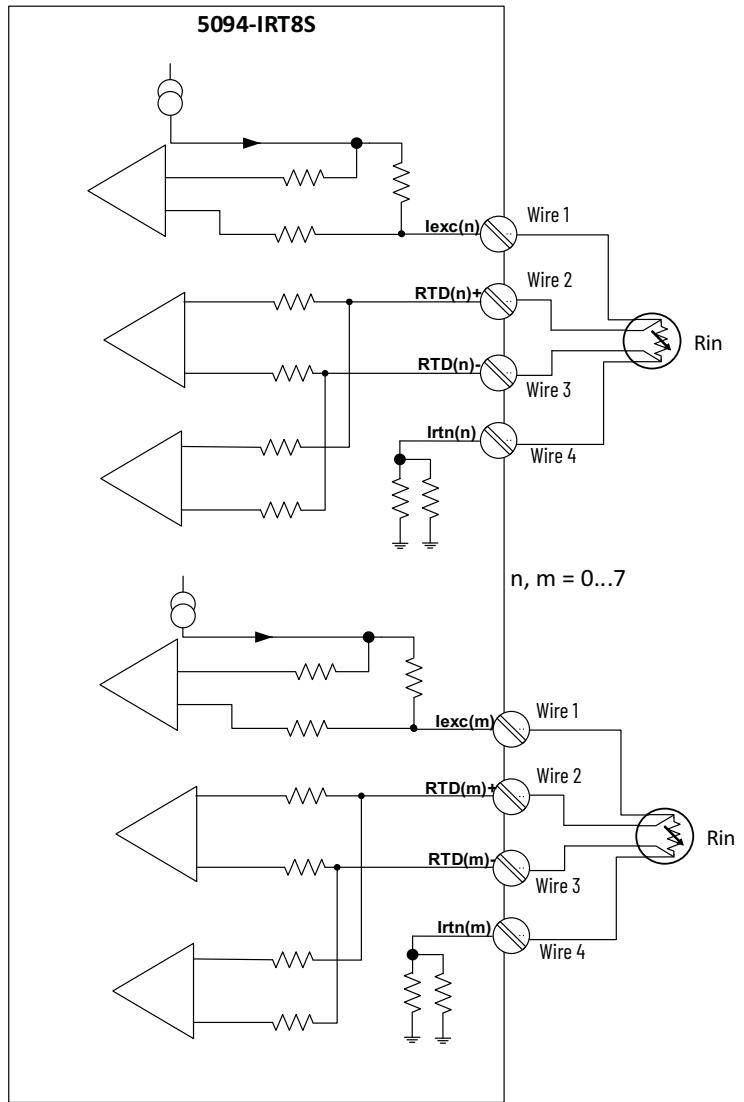 5094-IRT8S
Iexc(n)
Wire 1
RTD(n)+
Wire 2
Rin
RTD(n)-
Wire 3
Irtn(n)
Wire 4
n, m = 0...7
Iexc(m)
Wire 1
RTD(m)+
Wire 2
Rin
RTD(m)-
Wire 3
Irtn(m)
Wire 4